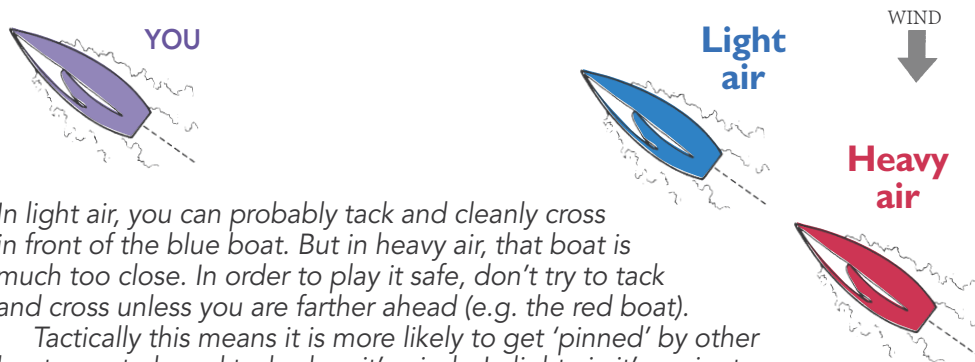 YOU
Light
air
WIND
Heavy
air
In light air, you can probably tack and cleanly cross
in front of the blue boat. But in heavy air, that boat is
much too close. In order to play it safe, don’t try to tack
and cross unless you are farther ahead (e.g. the red boat).
Tactically this means it is more likely to get ‘pinned’ by other